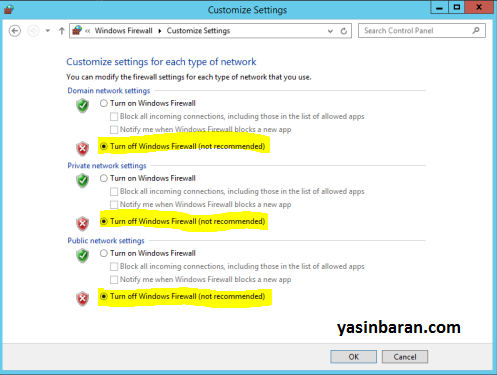 Customize Settings
« Windows Firewall ▸ Customize Settings
Search Control Panel
Customize settings for each type of network
You can modify the firewall settings for each type of network that you use.
Domain network settings
Turn on Windows Firewall
Block all incoming connections, including those in the list of allowed apps
Notify me when Windows Firewall blocks a new app
Turn off Windows Firewall (not recommended)
Private network settings
Turn on Windows Firewall
Block all incoming connections, including those in the list of allowed apps
Notify me when Windows Firewall blocks a new app
Turn off Windows Firewall (not recommended)
Public network settings
Turn on Windows Firewall
Block all incoming connections, including those in the list of allowed apps
Notify me when Windows Firewall blocks a new app
Turn off Windows Firewall (not recommended)
yasinbaran.com
OK Cancel